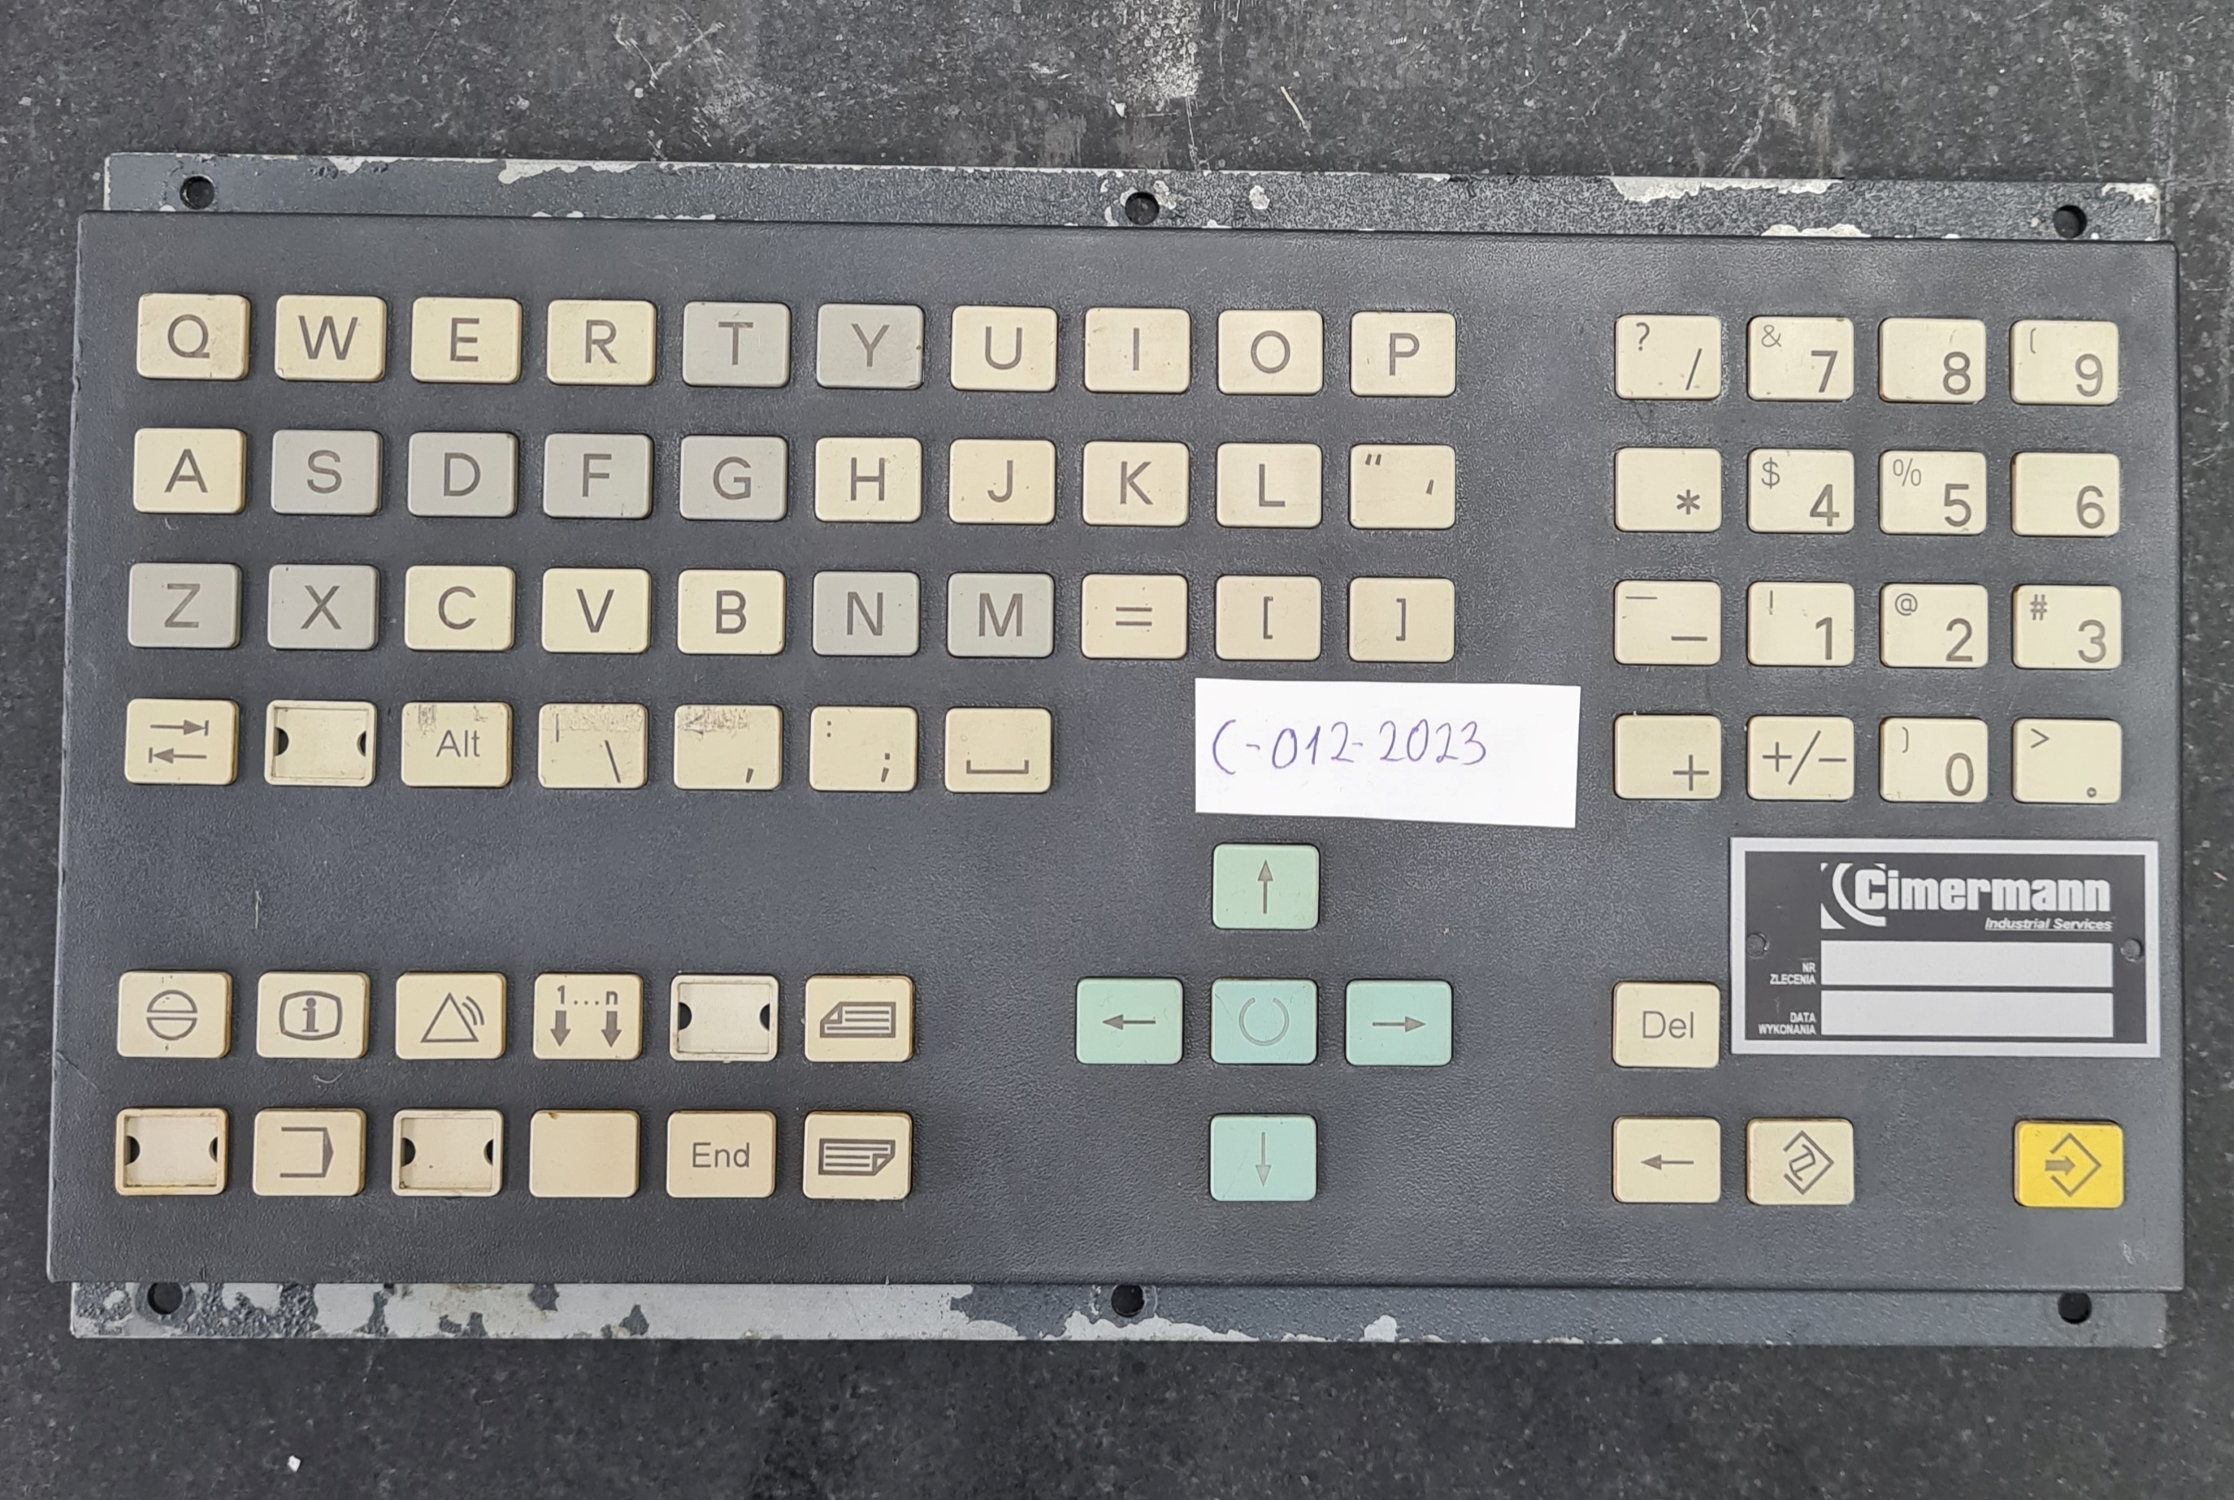 Q W E R T Y U I O P ? / & 7 ( 8 [ 9
A S D F G H J K L " ' * $ 4 % 5 6
Z X C V B N M = [ ] — – ! 1 @ 2 # 3
Alt | \ , : ; + +/− ) 0 > .
C-012-2023
Cimermann
Industrial Services
NR
ZLECENIA
DATA
WYKONANIA
i 1...n Del
End